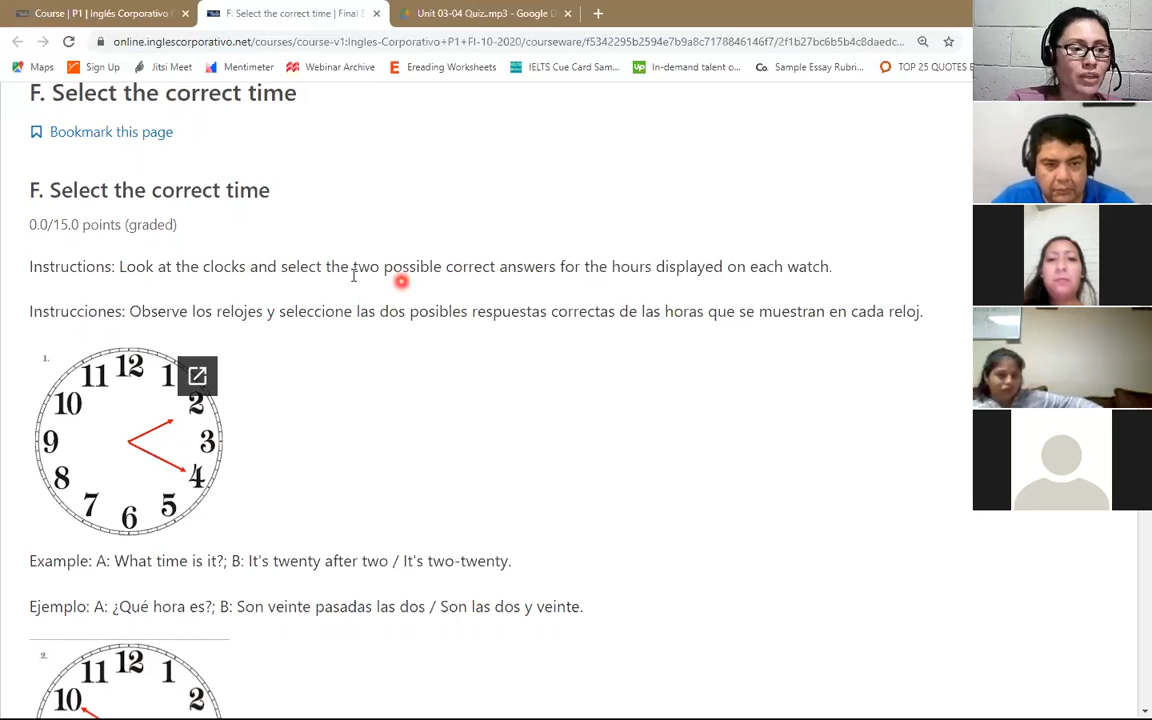 Course | P1 | Inglés Corporativo
F. Select the correct time | Final E
Unit 03-04 Quiz..mp3 - Google D
online.inglescorporativo.net/courses/course-v1:Ingles-Corporativo+P1+FI-10-2020/courseware/f5342295b2594e7b9a8c7178846146f7/2f1b27bc6b5b4c8daedc...
Maps Sign Up Jitsi Meet Mentimeter Webinar Archive Ereading Worksheets IELTS Cue Card Sam... In-demand talent o... Co. Sample Essay Rubri... TOP 25 QUOTES
F. Select the correct time
Bookmark this page
F. Select the correct time
0.0/15.0 points (graded)
Instructions: Look at the clocks and select the two possible correct answers for the hours displayed on each watch.
Instrucciones: Observe los relojes y seleccione las dos posibles respuestas correctas de las horas que se muestran en cada reloj.
1.
12
11 1
10 2
9 3
8 4
7 5
6
Example: A: What time is it?; B: It's twenty after two / It's two-twenty.
Ejemplo: A: ¿Qué hora es?; B: Son veinte pasadas las dos / Son las dos y veinte.
2.
12
11 1
10 2